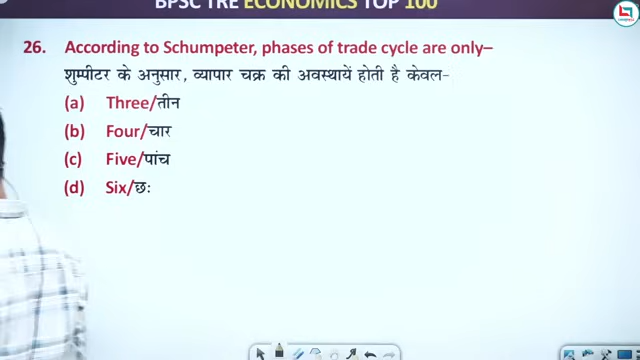 BPSC TRE ECONOMICS TOP 100
26. According to Schumpeter, phases of trade cycle are only–
शुम्पीटर के अनुसार, व्यापार चक्र की अवस्थायें होती है केवल-
(a) Three/तीन
(b) Four/चार
(c) Five/पांच
(d) Six/छः